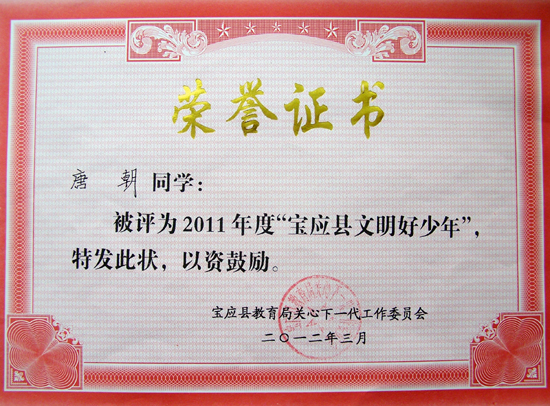 荣誉证书
唐 朝 同学：
被评为2011年度“宝应县文明好少年”，
特发此状，以资鼓励。
宝应县教育局关心下一代工作委员会
二〇一二年三月